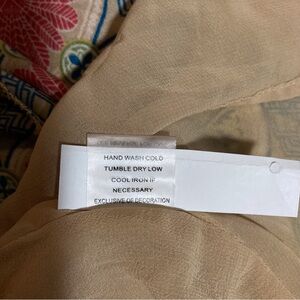 HAND WASH COLD
TUMBLE DRY LOW
COOL IRON IF
NECESSARY
EXCLUSIVE OF DECORATION